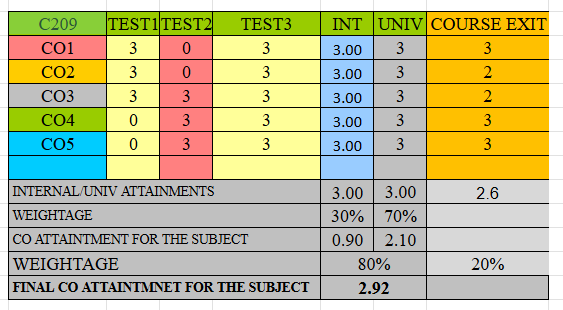 C209 TEST1 TEST2 TEST3 INT UNIV COURSE EXIT
CO1 3 0 3 3.00 3 3
CO2 3 0 3 3.00 3 2
CO3 3 3 3 3.00 3 2
CO4 0 3 3 3.00 3 3
CO5 0 3 3 3.00 3 3
INTERNAL/UNIV ATTAINMENTS 3.00 3.00 2.6
WEIGHTAGE 30% 70%
CO ATTAINTMENT FOR THE SUBJECT 0.90 2.10
WEIGHTAGE 80% 20%
FINAL CO ATTAINTMNET FOR THE SUBJECT 2.92